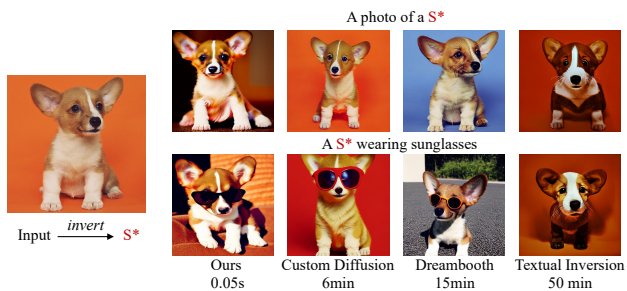 A photo of a S*
A S* wearing sunglasses
Input invert S*
Ours Custom Diffusion Dreambooth Textual Inversion
0.05s 6min 15min 50 min